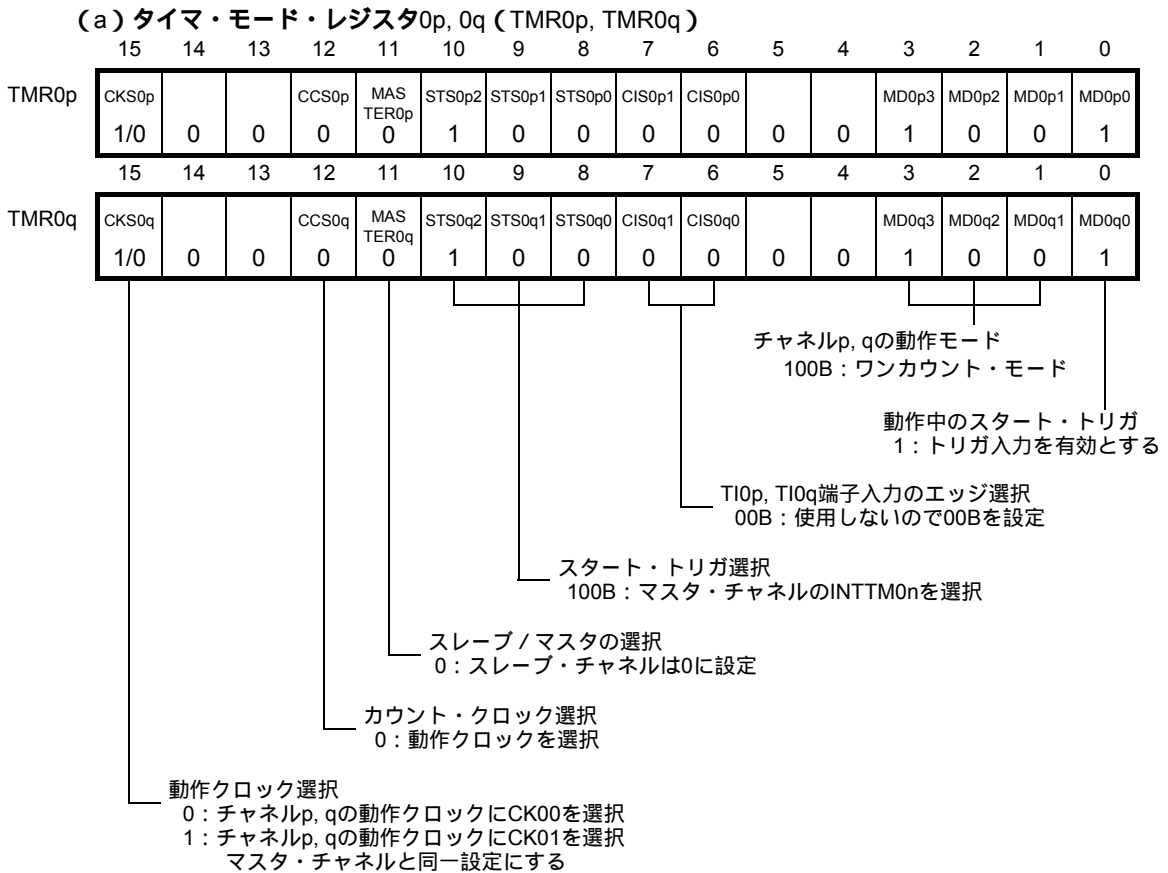 （a）タイマ・モード・レジスタ0p, 0q（TMR0p, TMR0q）
15 14 13 12 11 10 9 8 7 6 5 4 3 2 1 0
TMR0p CKS0p CCS0p MAS TER0p STS0p2 STS0p1 STS0p0 CIS0p1 CIS0p0 MD0p3 MD0p2 MD0p1 MD0p0
1/0 0 0 0 0 1 0 0 0 0 0 0 1 0 0 1
15 14 13 12 11 10 9 8 7 6 5 4 3 2 1 0
TMR0q CKS0q CCS0q MAS TER0q STS0q2 STS0q1 STS0q0 CIS0q1 CIS0q0 MD0q3 MD0q2 MD0q1 MD0q0
1/0 0 0 0 0 1 0 0 0 0 0 0 1 0 0 1
チャネルp, qの動作モード
100B：ワンカウント・モード
動作中のスタート・トリガ
1：トリガ入力を有効とする
TI0p, TI0q端子入力のエッジ選択
00B：使用しないので00Bを設定
スタート・トリガ選択
100B：マスタ・チャネルのINTTM0nを選択
スレーブ／マスタの選択
0：スレーブ・チャネルは0に設定
カウント・クロック選択
0：動作クロックを選択
動作クロック選択
0：チャネルp, qの動作クロックにCK00を選択
1：チャネルp, qの動作クロックにCK01を選択
マスタ・チャネルと同一設定にする